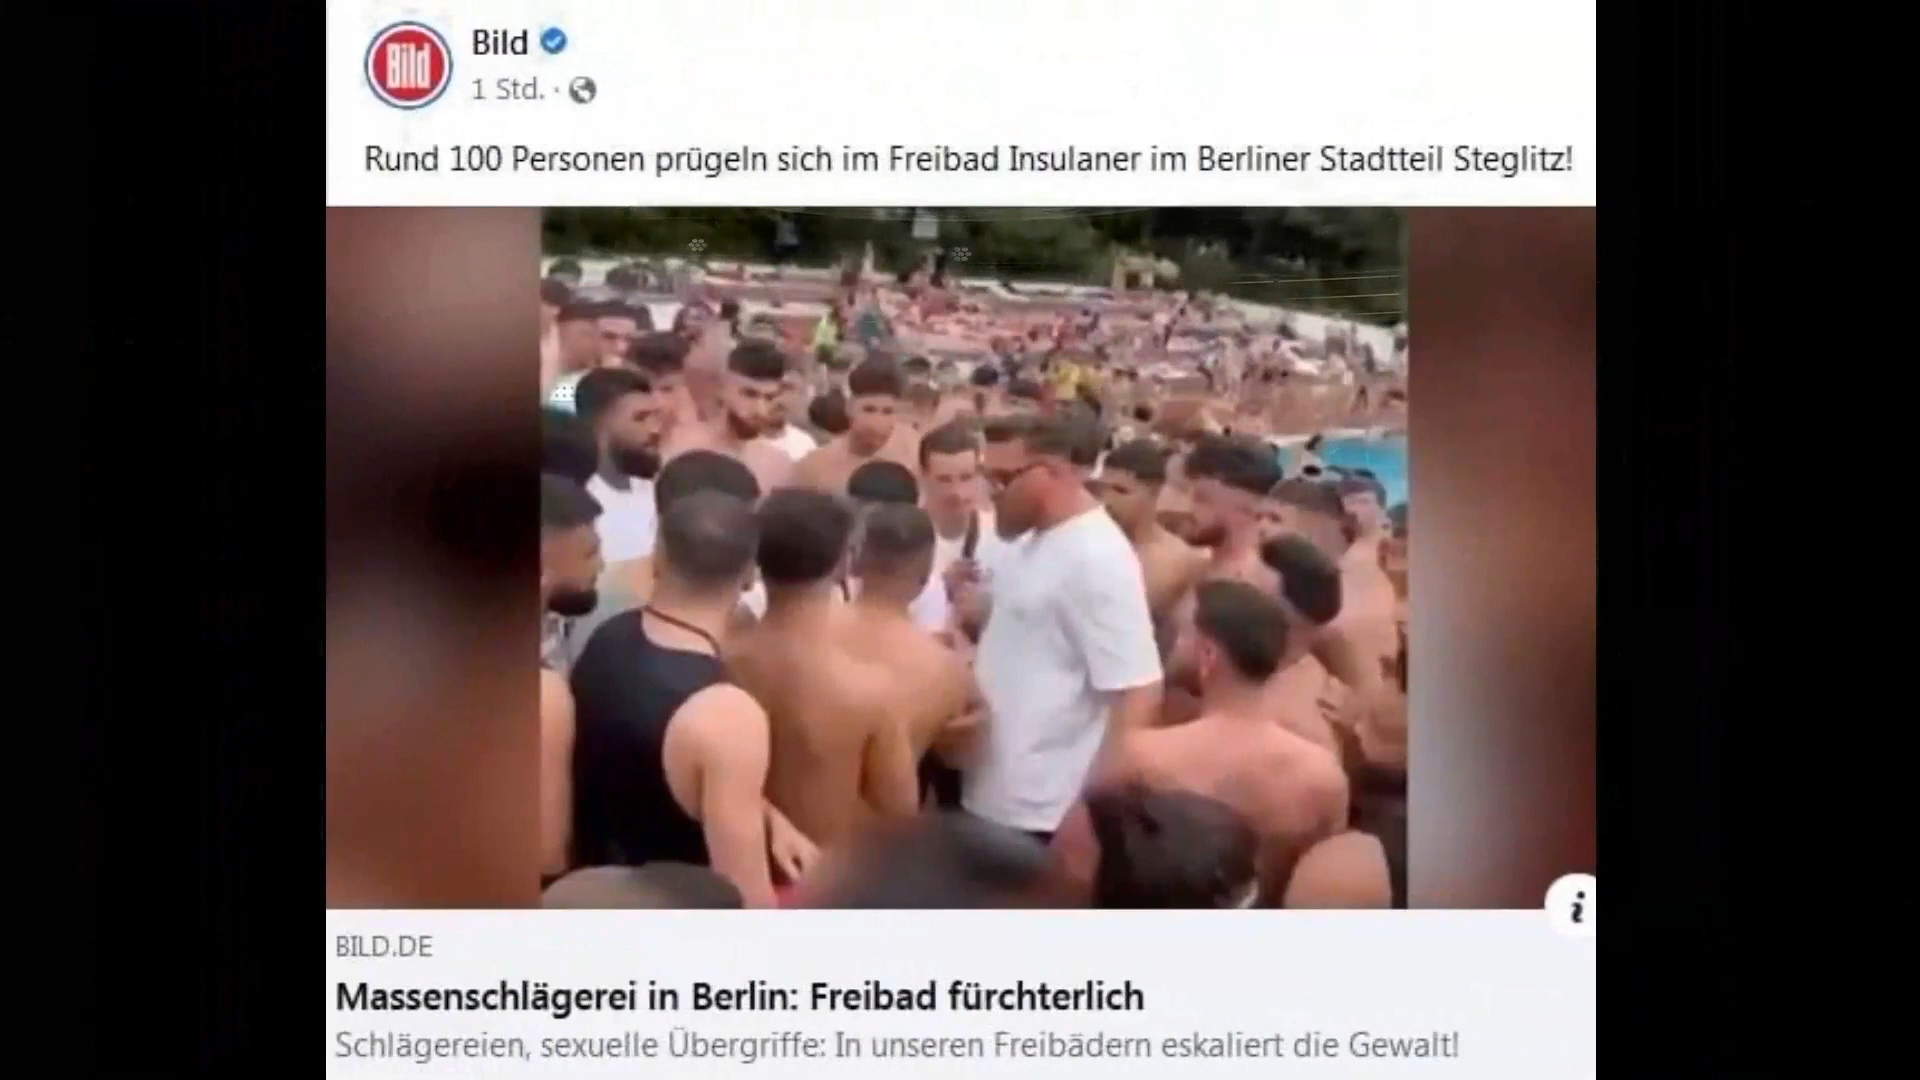 Bild
Bild
1 Std. ·
Rund 100 Personen prügeln sich im Freibad Insulaner im Berliner Stadtteil Steglitz!
i
BILD.DE
Massenschlägerei in Berlin: Freibad fürchterlich
Schlägereien, sexuelle Übergriffe: In unseren Freibädern eskaliert die Gewalt!